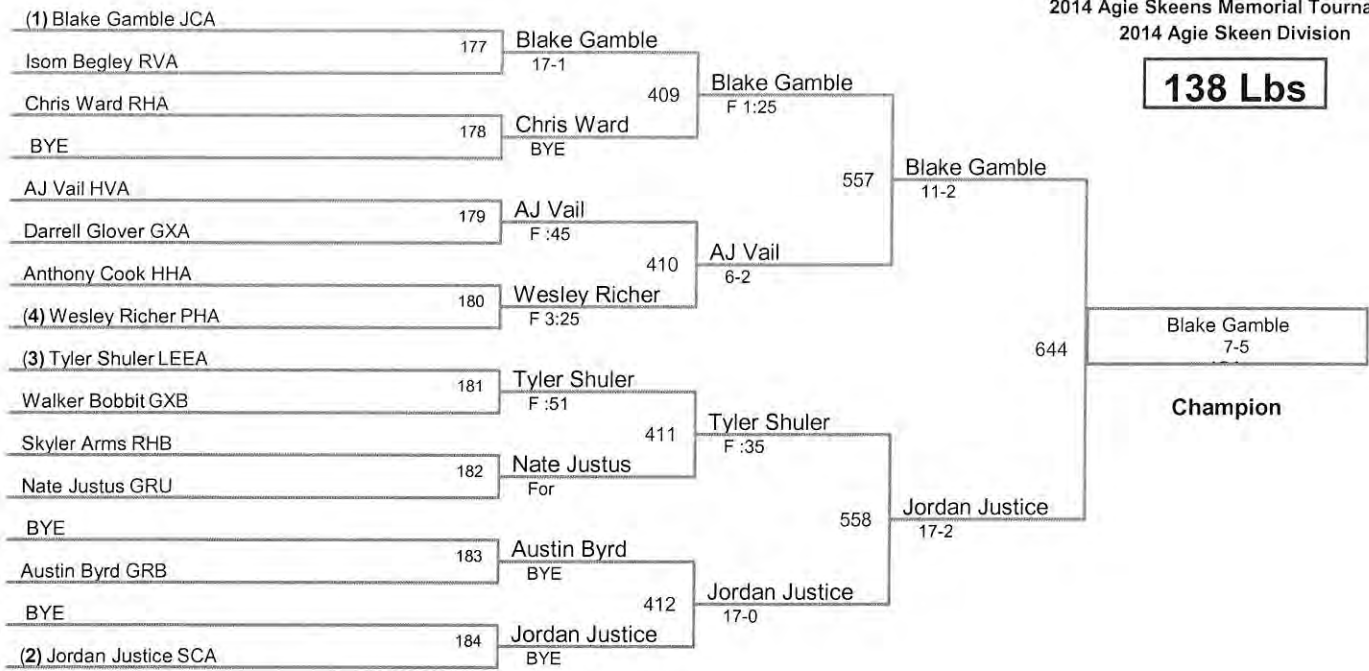 2014 Agie Skeens Memorial Tourna
2014 Agie Skeen Division
138 Lbs
(1) Blake Gamble JCA
Isom Begley RVA
Chris Ward RHA
BYE
AJ Vail HVA
Darrell Glover GXA
Anthony Cook HHA
(4) Wesley Richer PHA
(3) Tyler Shuler LEEA
Walker Bobbit GXB
Skyler Arms RHB
Nate Justus GRU
BYE
Austin Byrd GRB
BYE
(2) Jordan Justice SCA
177
178
179
180
181
182
183
184
Blake Gamble
17-1
Chris Ward
BYE
AJ Vail
F :45
Wesley Richer
F 3:25
Tyler Shuler
F :51
Nate Justus
For
Austin Byrd
BYE
Jordan Justice
BYE
409
410
411
412
Blake Gamble
F 1:25
AJ Vail
6-2
Tyler Shuler
F :35
Jordan Justice
17-0
557
558
Blake Gamble
11-2
Jordan Justice
17-2
644
Blake Gamble
7-5
Champion